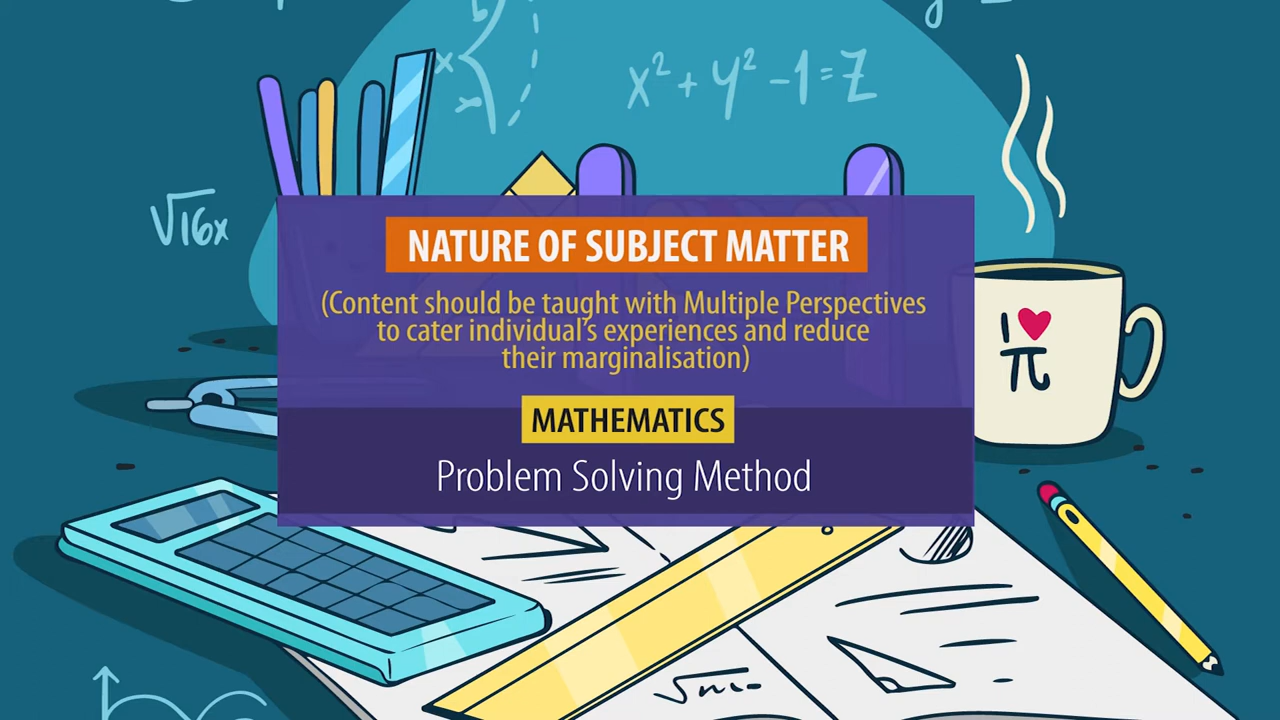 x² + y² -1 = Z
√16x
NATURE OF SUBJECT MATTER
(Content should be taught with Multiple Perspectives
to cater individual's experiences and reduce
their marginalisation)
I ♥
π
MATHEMATICS
Problem Solving Method